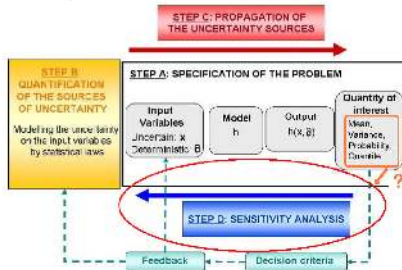 STEP C: PROPAGATION OF
THE UNCERTAINTY SOURCES
STEP B
QUANTIFICATION
OF THE SOURCES
OF UNCERTAINTY
Modelling the uncertainty
on the input variables
by statistical laws
STEP A: SPECIFICATION OF THE PROBLEM
Input
Variables
Uncertain: x
Deterministic: θ
Model
h
Output
h(x, θ)
Quantity of
interest
Mean,
Variance,
Probability,
Quantile
?
STEP D: SENSITIVITY ANALYSIS
Feedback
Decision criteria